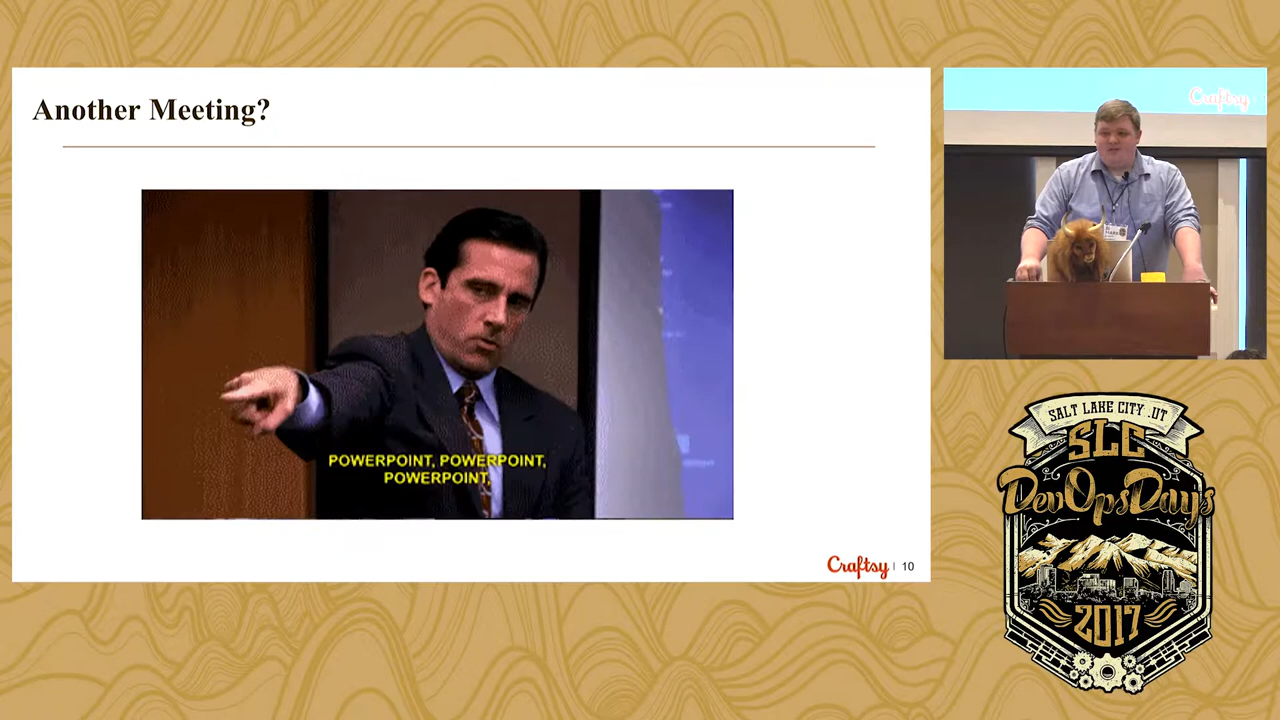 Another Meeting?
POWERPOINT, POWERPOINT,
POWERPOINT,
Craftsy | 10
Craftsy
SALT LAKE CITY .UT
SLC
DevOpsDays
2017